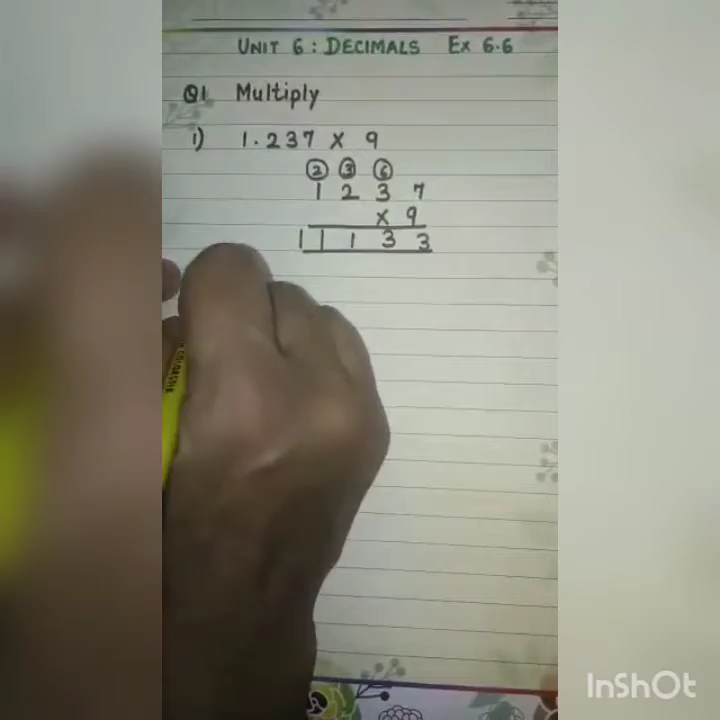 UNIT 6 : DECIMALS EX 6.6
Q1 Multiply
1) 1.237 × 9
2 3 6
1 2 3 7
× 9
1 1 1 3 3
InShOt